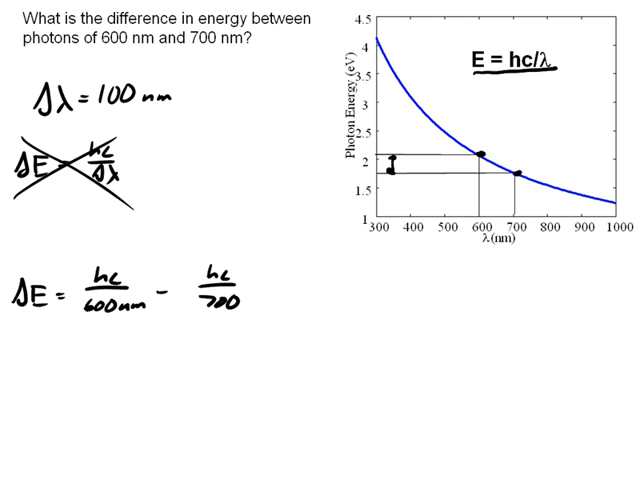 What is the difference in energy between
photons of 600 nm and 700 nm?
Δλ = 100 nm
ΔE = hc/Δλ
ΔE = hc/600nm - hc/700
E = hc/λ
Photon Energy (eV)
4.5
4
3.5
3
2.5
2
1.5
1
300 400 500 600 700 800 900 1000
λ(nm)